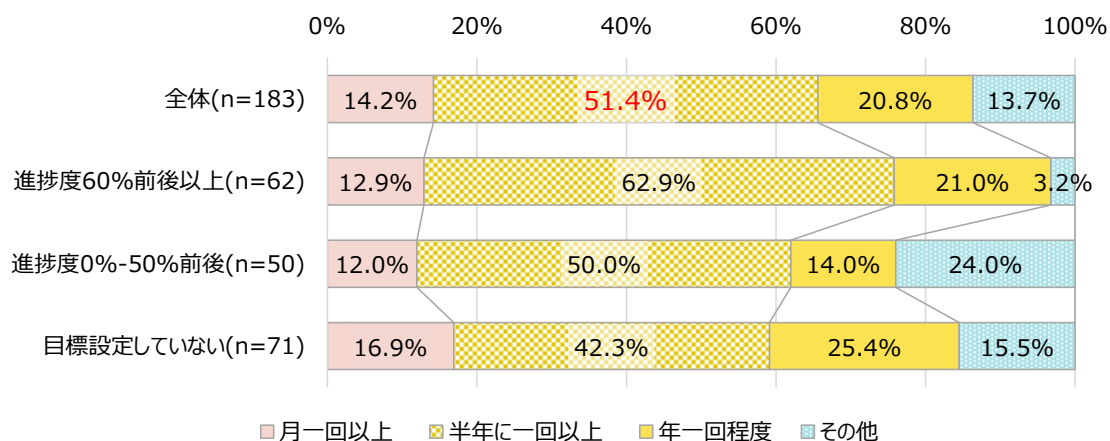 0% 20% 40% 60% 80% 100%
全体(n=183) 14.2% 51.4% 20.8% 13.7%
進捗度60%前後以上(n=62) 12.9% 62.9% 21.0% 3.2%
進捗度0%-50%前後(n=50) 12.0% 50.0% 14.0% 24.0%
目標設定していない(n=71) 16.9% 42.3% 25.4% 15.5%
月一回以上 半年に一回以上 年一回程度 その他